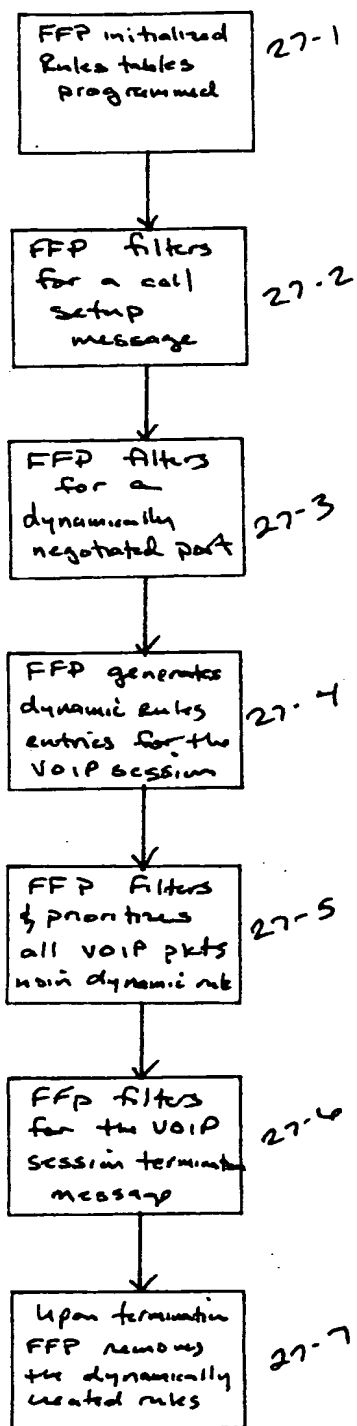 FFP initialized
Rules tables
programmed
27-1
FFP filters
for a call
setup
message
27-2
FFP filters
for a
dynamically
negotiated port
27-3
FFP generates
dynamic Rules
entries for the
VOIP session
27-4
FFP Filters
& prioritizes
all VOIP pkts
usin dynamic rule
27-5
FFP filters
for the VOIP
session termination
message
27-6
Upon termination
FFP removes
the dynamically
created rules
27-7